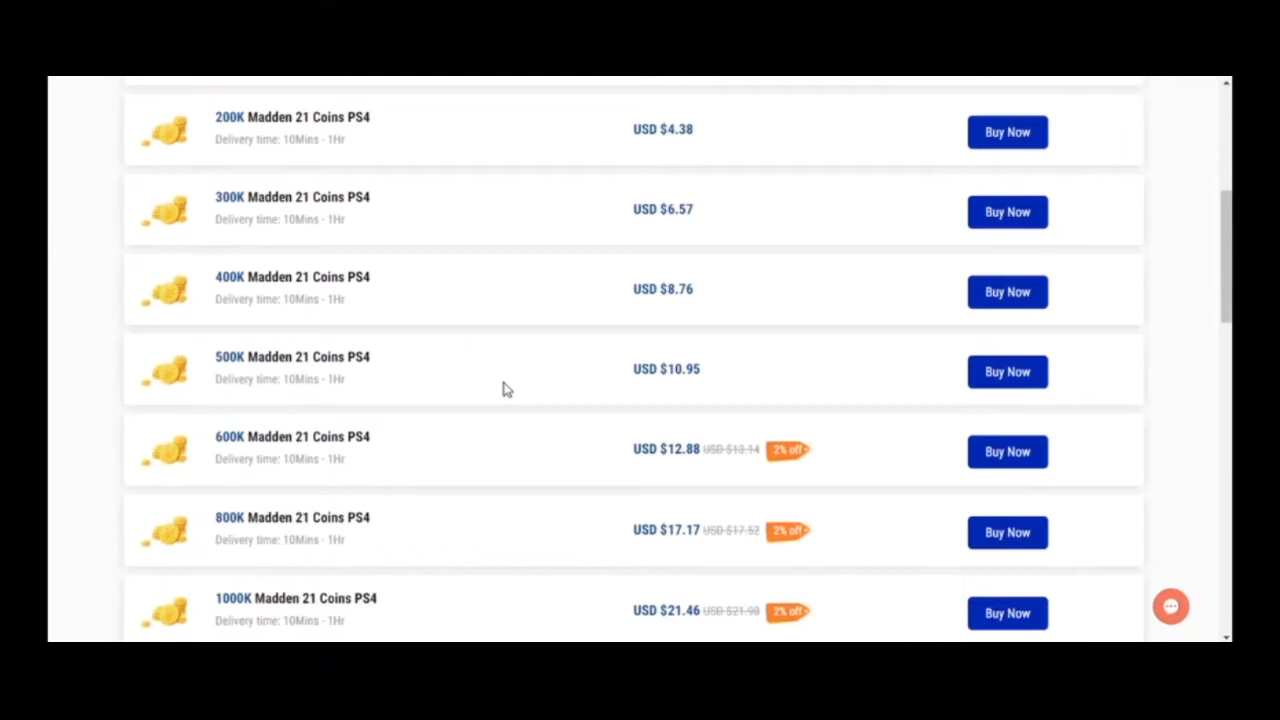 200K Madden 21 Coins PS4
Delivery time: 10Mins - 1Hr
USD $4.38
Buy Now
300K Madden 21 Coins PS4
Delivery time: 10Mins - 1Hr
USD $6.57
Buy Now
400K Madden 21 Coins PS4
Delivery time: 10Mins - 1Hr
USD $8.76
Buy Now
500K Madden 21 Coins PS4
Delivery time: 10Mins - 1Hr
USD $10.95
Buy Now
600K Madden 21 Coins PS4
Delivery time: 10Mins - 1Hr
USD $12.88 USD $13.14 2% off
Buy Now
800K Madden 21 Coins PS4
Delivery time: 10Mins - 1Hr
USD $17.17 USD $17.52 2% off
Buy Now
1000K Madden 21 Coins PS4
Delivery time: 10Mins - 1Hr
USD $21.46 USD $21.90 2% off
Buy Now